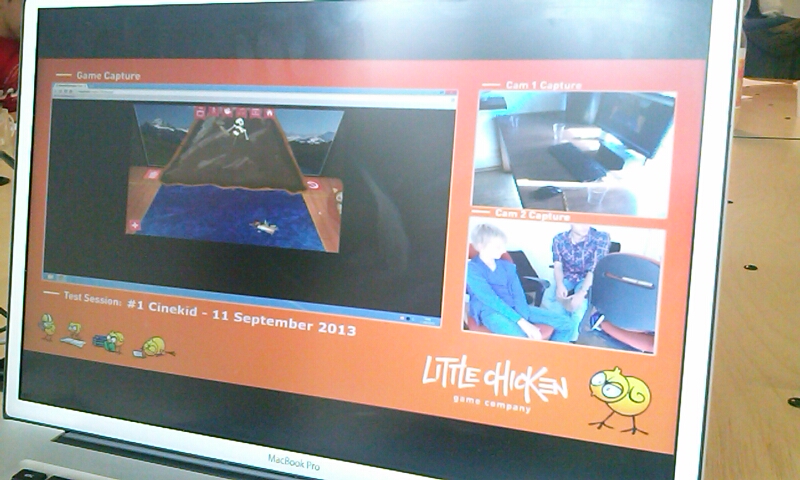 Game Capture
Cam 1 Capture
Cam 2 Capture
Test Session: #1 Cinekid - 11 September 2013
LITTLE CHICKEN
game company
MacBook Pro